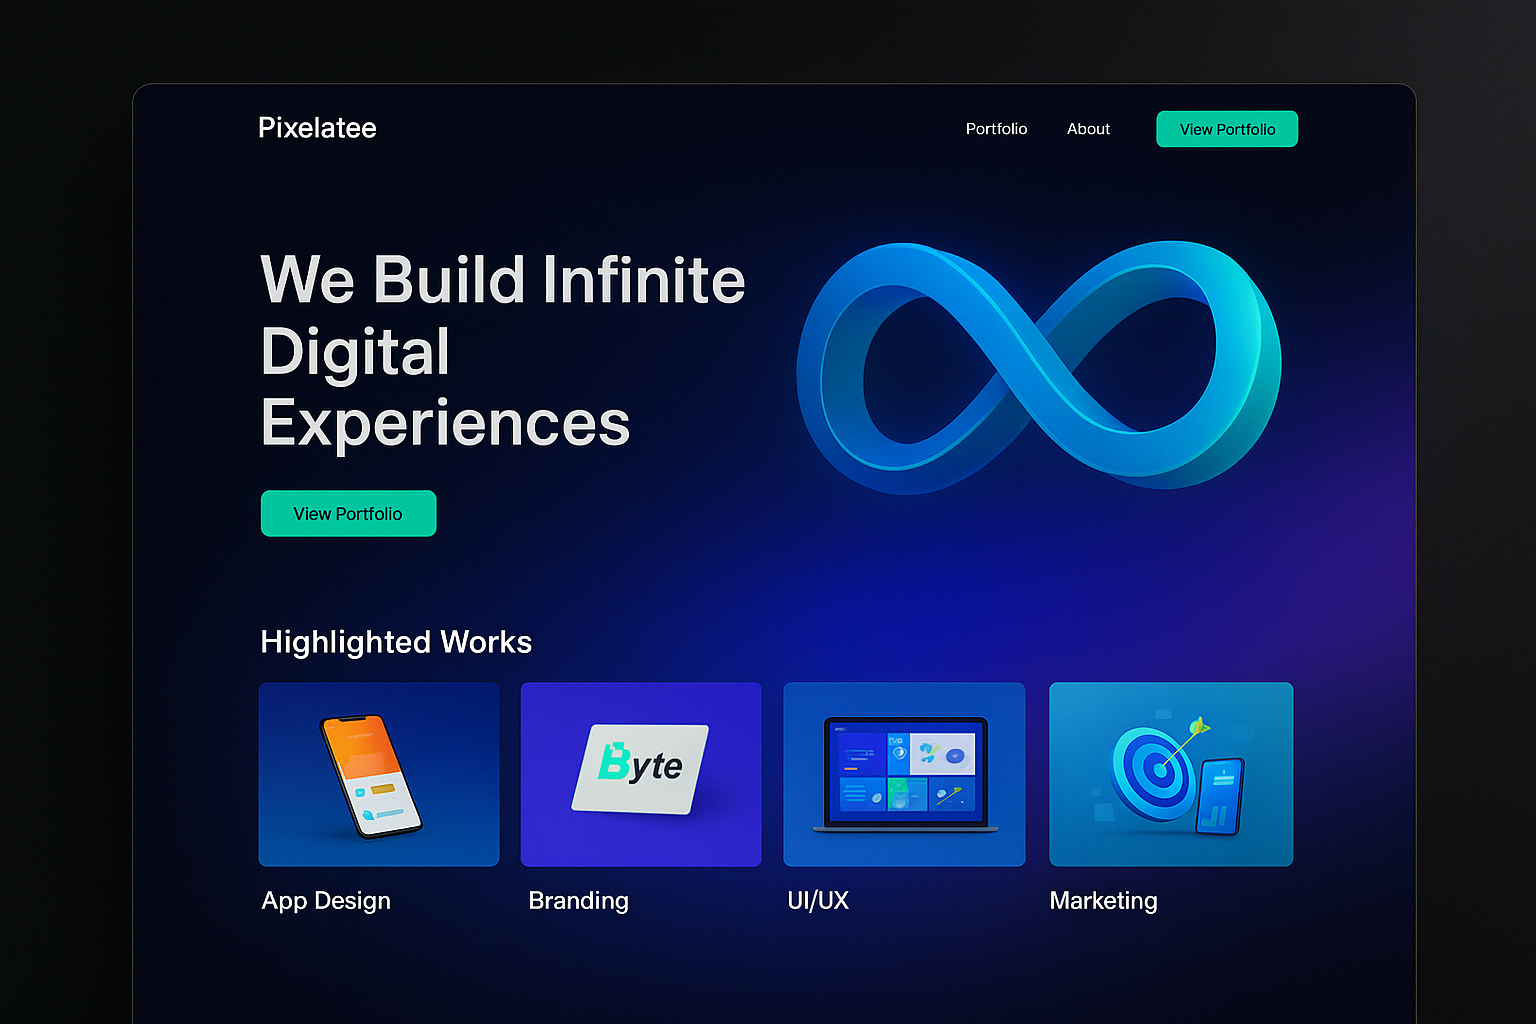 Pixelatee
Portfolio
About
View Portfolio
We Build Infinite
Digital
Experiences
View Portfolio
Highlighted Works
Byte
App Design
Branding
UI/UX
Marketing